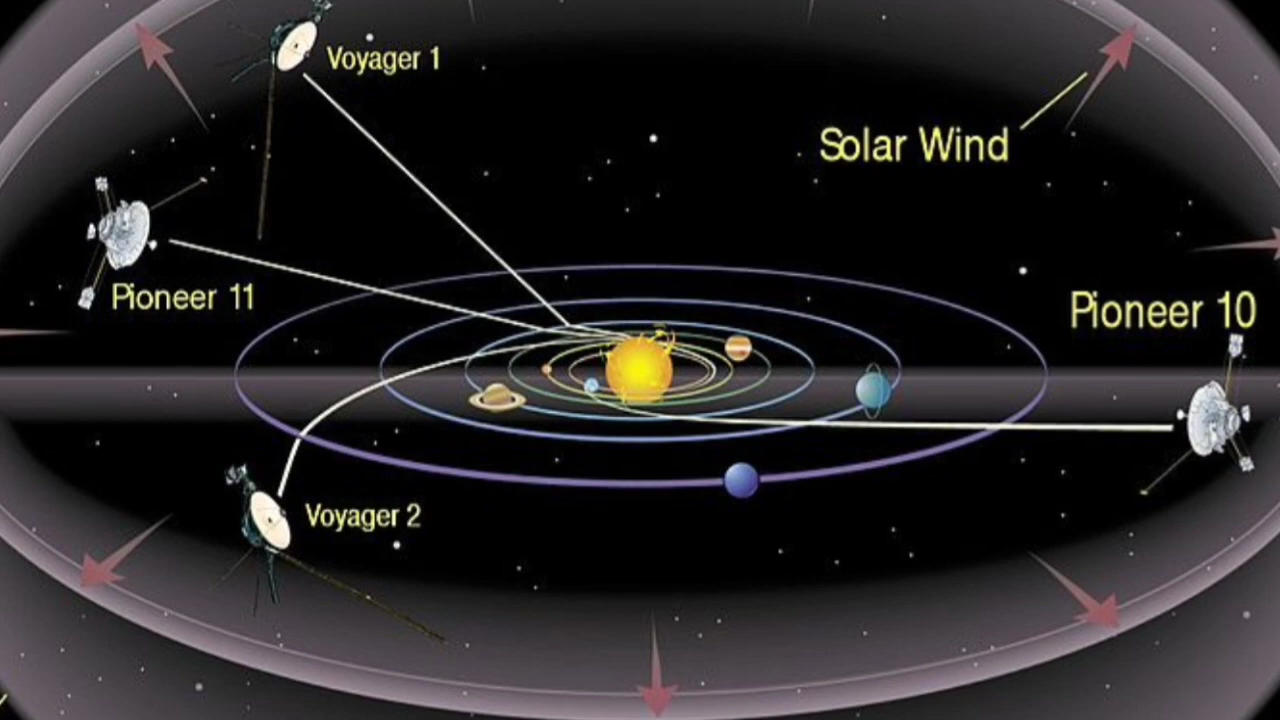 Voyager 1
Solar Wind
Pioneer 11
Pioneer 10
Voyager 2